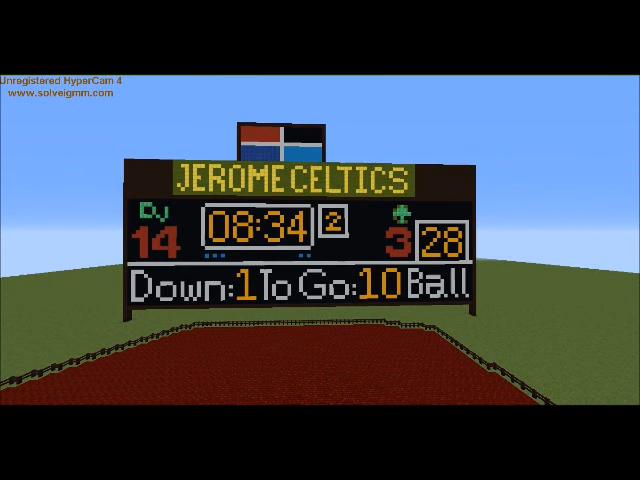 Unregistered HyperCam 4
www.solveigmm.com
JEROME CELTICS
DJ 08:34 2
14 3 28
Down:1 To Go:10 Ball